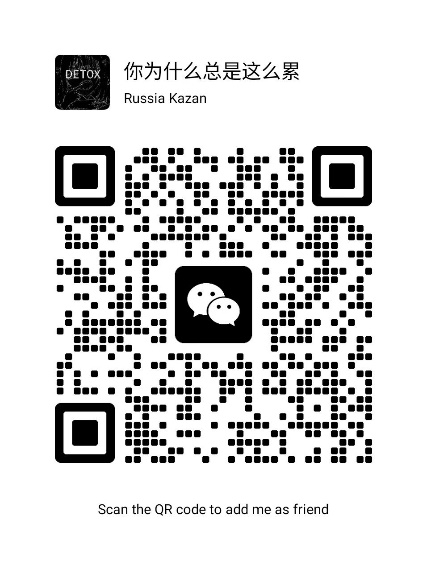 DETOX
你为什么总是这么累
Russia Kazan
Scan the QR code to add me as friend